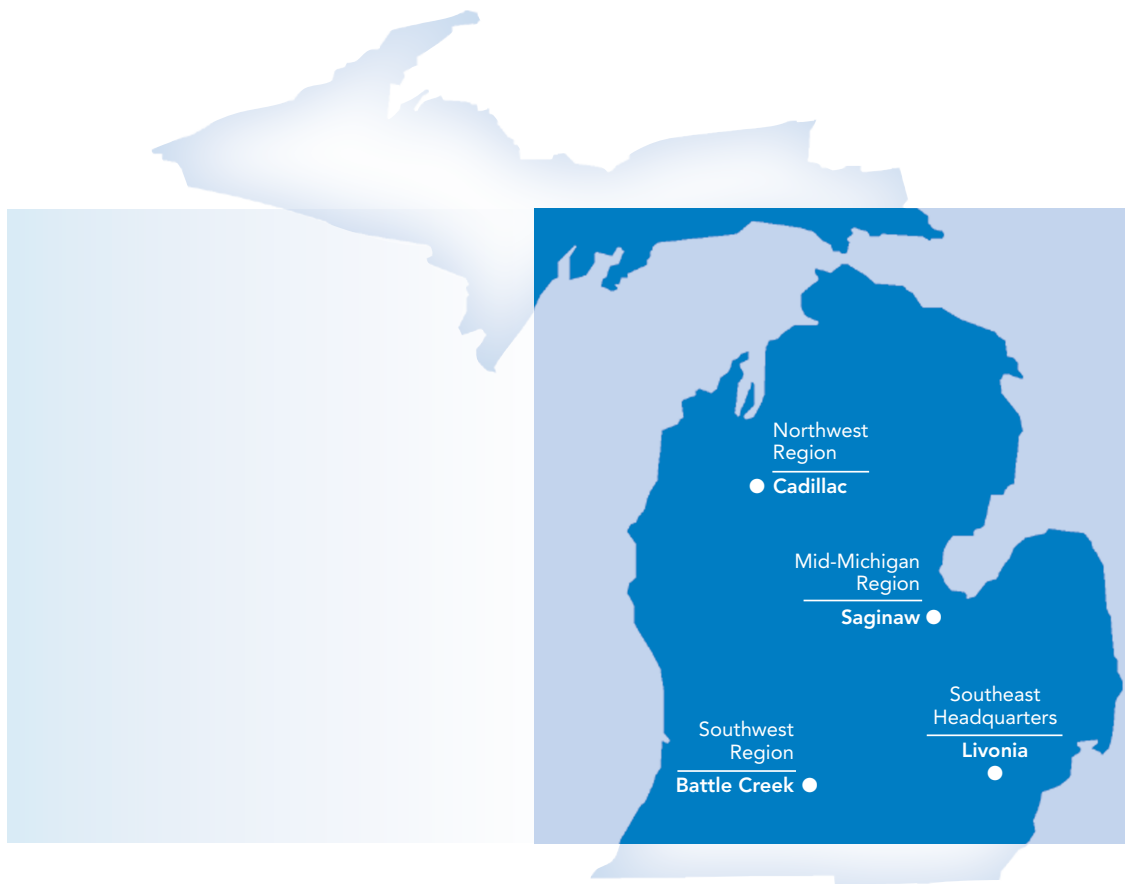 Northwest
Region
Cadillac
Mid-Michigan
Region
Saginaw
Southeast
Headquarters
Livonia
Southwest
Region
Battle Creek